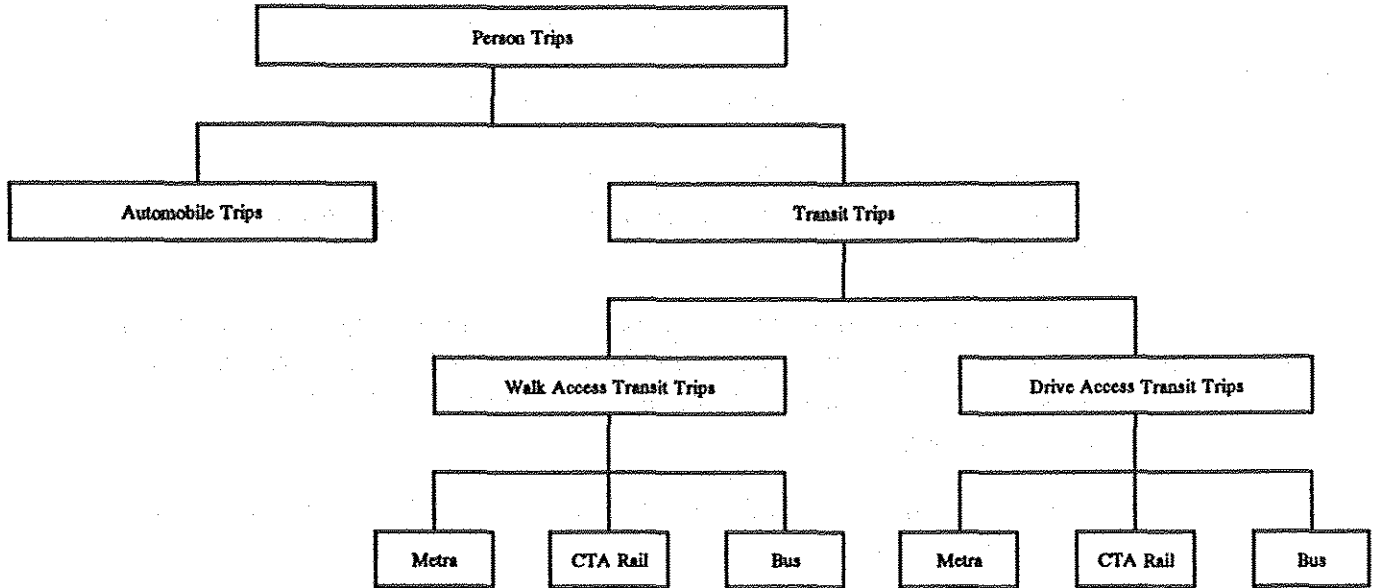 Person Trips
Automobile Trips
Transit Trips
Walk Access Transit Trips
Drive Access Transit Trips
Metra
CTA Rail
Bus
Metra
CTA Rail
Bus